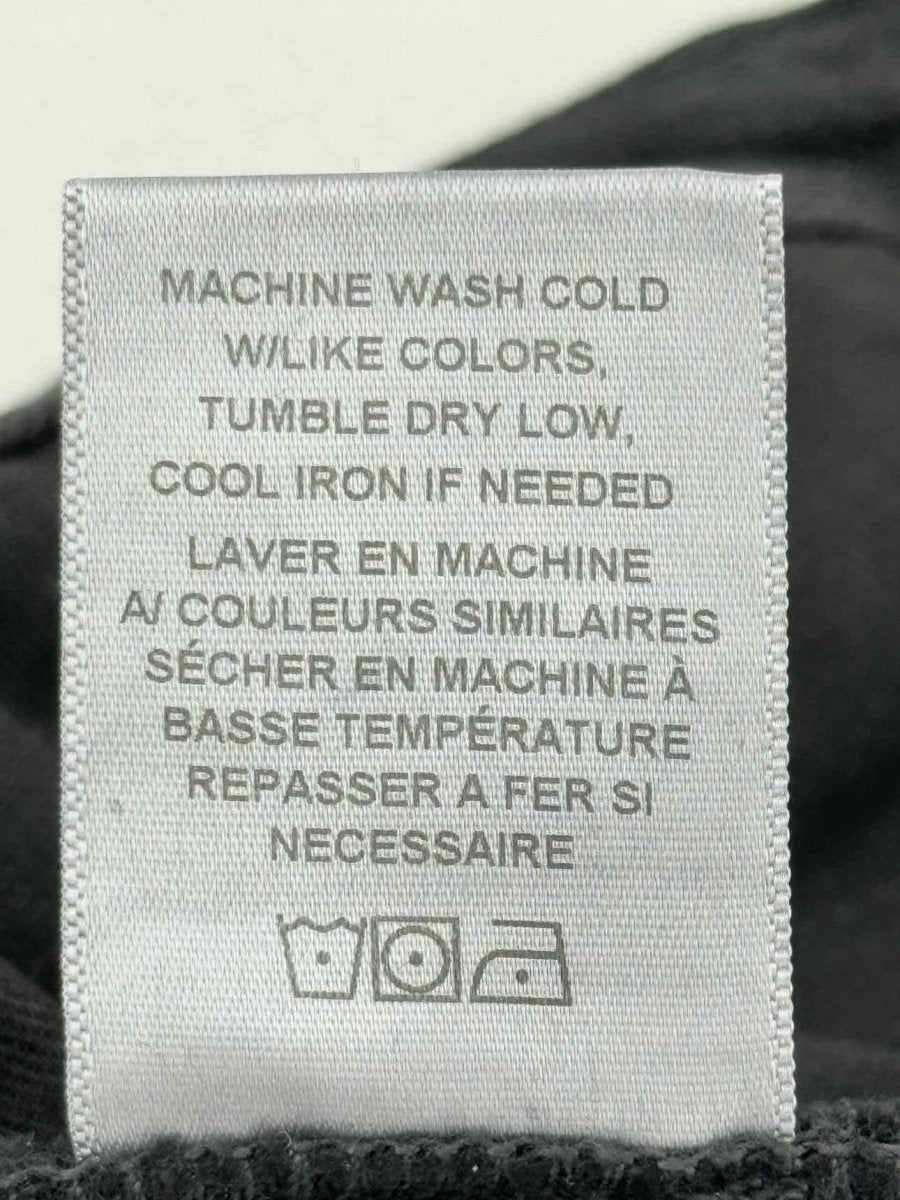 MACHINE WASH COLD
W/LIKE COLORS,
TUMBLE DRY LOW,
COOL IRON IF NEEDED
LAVER EN MACHINE
A/ COULEURS SIMILAIRES
SÉCHER EN MACHINE À
BASSE TEMPÉRATURE
REPASSER A FER SI
NECESSAIRE